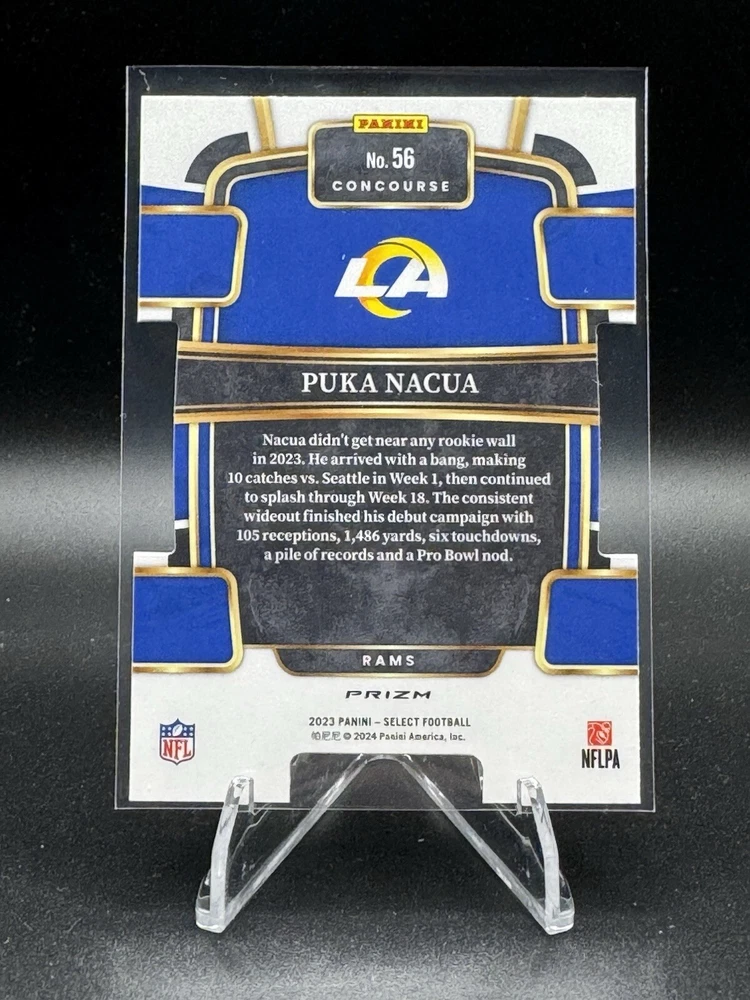 PANINI
No. 56
CONCOURSE
LA
PUKA NACUA
Nacua didn't get near any rookie wall
in 2023. He arrived with a bang, making
10 catches vs. Seattle in Week 1, then continued
to splash through Week 18. The consistent
wideout finished his debut campaign with
105 receptions, 1,486 yards, six touchdowns,
a pile of records and a Pro Bowl nod.
RAMS
PRIZM
2023 PANINI – SELECT FOOTBALL
帕尼尼 © 2024 Panini America, Inc.
NFL
NFLPA